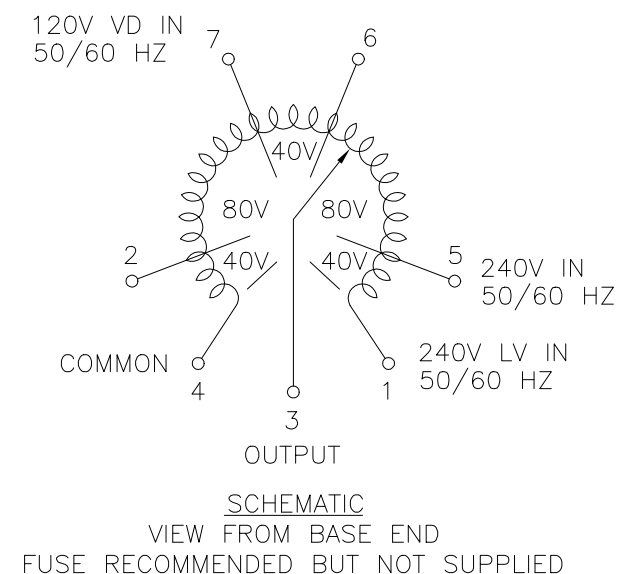 120V VD IN
50/60 HZ
7
6
40V
80V
80V
2
40V
40V
5
240V IN
50/60 HZ
COMMON
4
3
1
240V LV IN
50/60 HZ
OUTPUT
SCHEMATIC
VIEW FROM BASE END
FUSE RECOMMENDED BUT NOT SUPPLIED